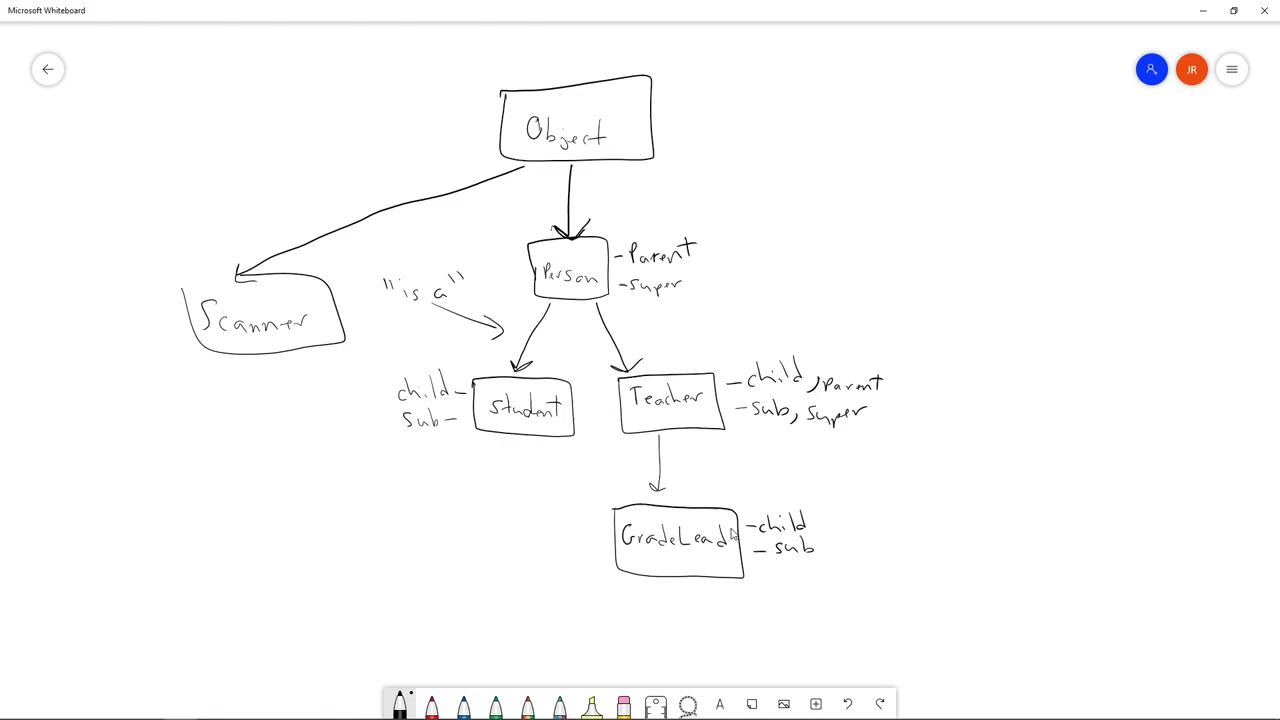 Microsoft Whiteboard
JR
Object
Person
-Parent
-super
"is a"
Scanner
child-
sub-
Student
Teacher
-child, parent
-sub, super
GradeLead
-child
-sub
A